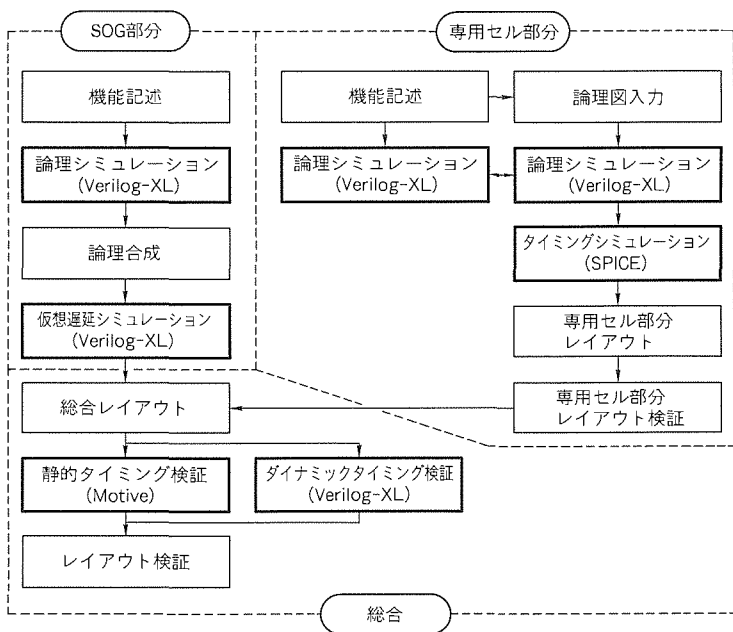 SOG部分
機能記述
論理シミュレーション
(Verilog-XL)
論理合成
仮想遅延シミュレーション
(Verilog-XL)
専用セル部分
機能記述
論理図入力
論理シミュレーション
(Verilog-XL)
論理シミュレーション
(Verilog-XL)
タイミングシミュレーション
(SPICE)
専用セル部分
レイアウト
専用セル部分
レイアウト検証
総合レイアウト
静的タイミング検証
(Motive)
ダイナミックタイミング検証
(Verilog-XL)
レイアウト検証
総合